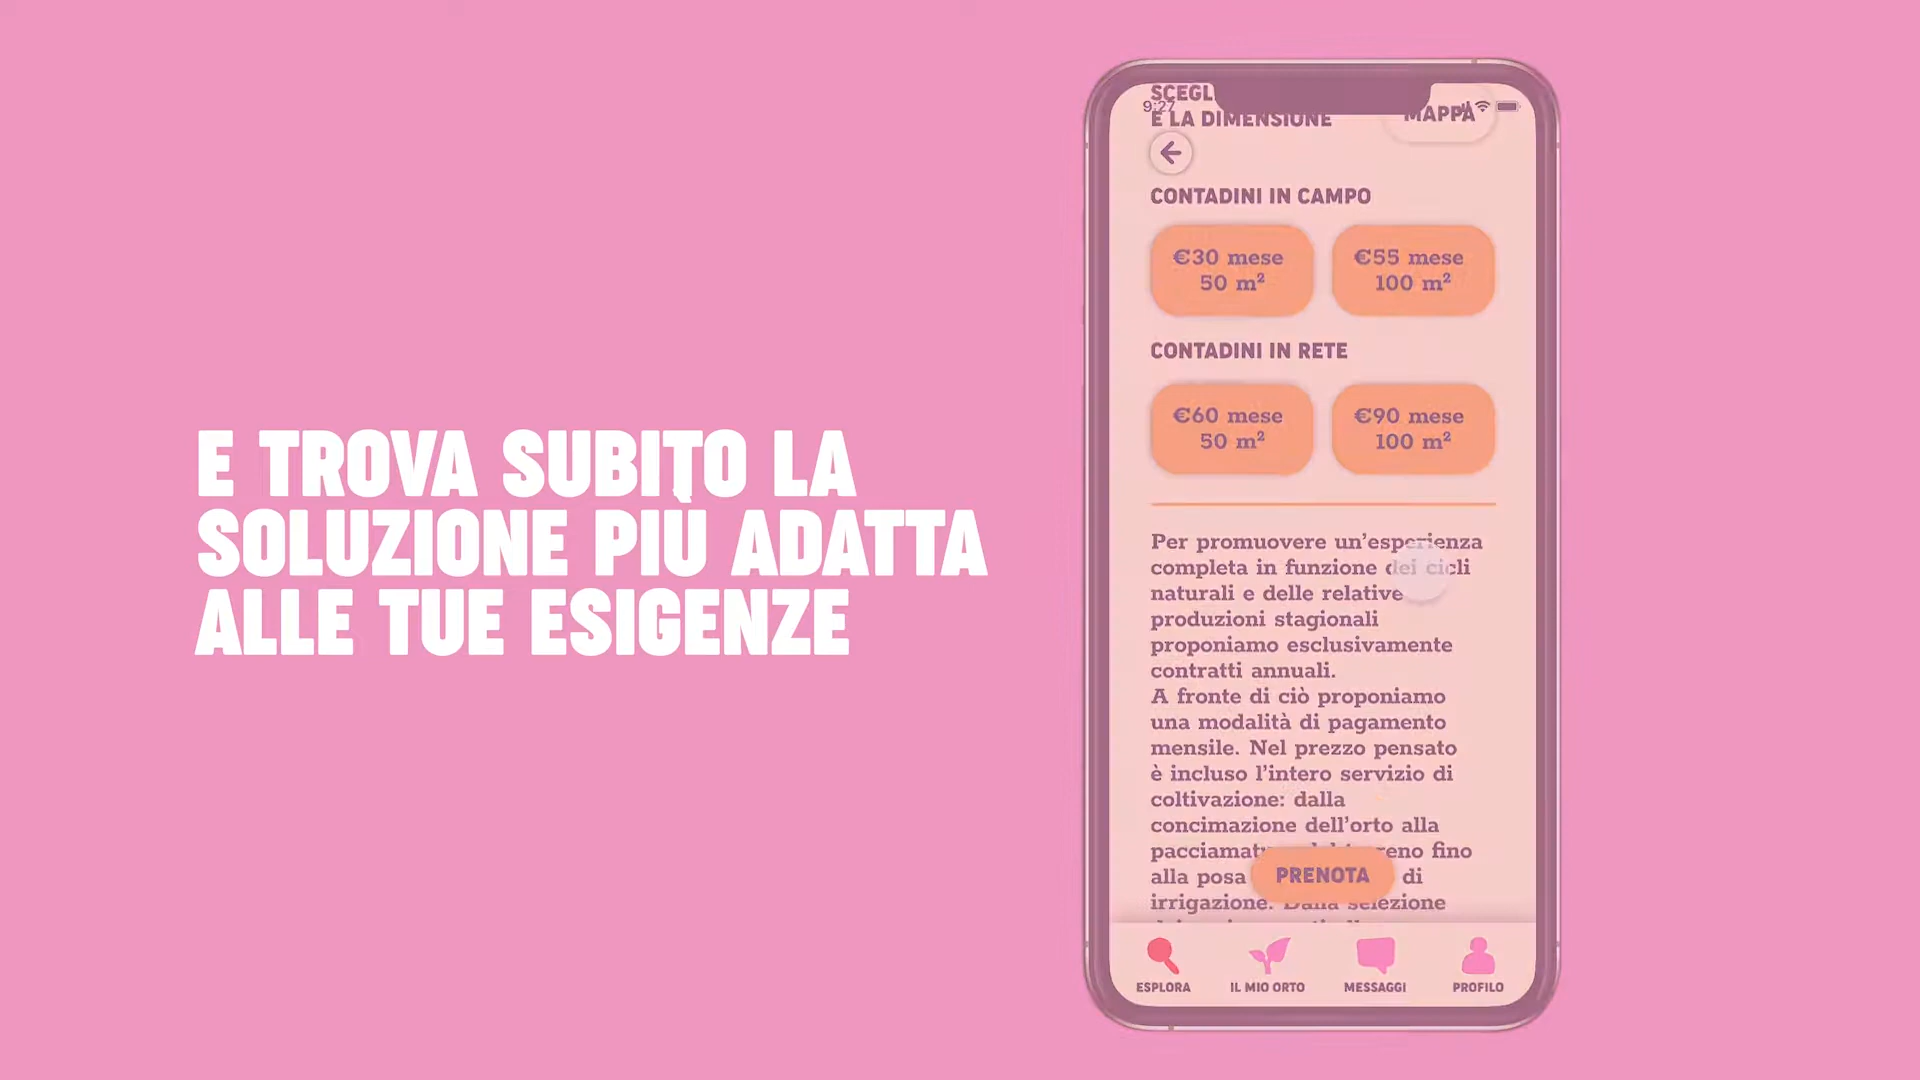 E TROVA SUBITO LA
SOLUZIONE PIÙ ADATTA
ALLE TUE ESIGENZE
SCEGL
9:27
E LA DIMENSIONE
MAPPA
CONTADINI IN CAMPO
€30 mese
50 m²
€55 mese
100 m²
CONTADINI IN RETE
€60 mese
50 m²
€90 mese
100 m²
Per promuovere un’esperienza
completa in funzione dei cicli
naturali e delle relative
produzioni stagionali
proponiamo esclusivamente
contratti annuali.
A fronte di ciò proponiamo
una modalità di pagamento
mensile. Nel prezzo pensato
è incluso l’intero servizio di
coltivazione: dalla
concimazione dell’orto alla
fino
alla posa di
irrigazione. Dalla selezione
PRENOTA
ESPLORA
IL MIO ORTO
MESSAGGI
PROFILO